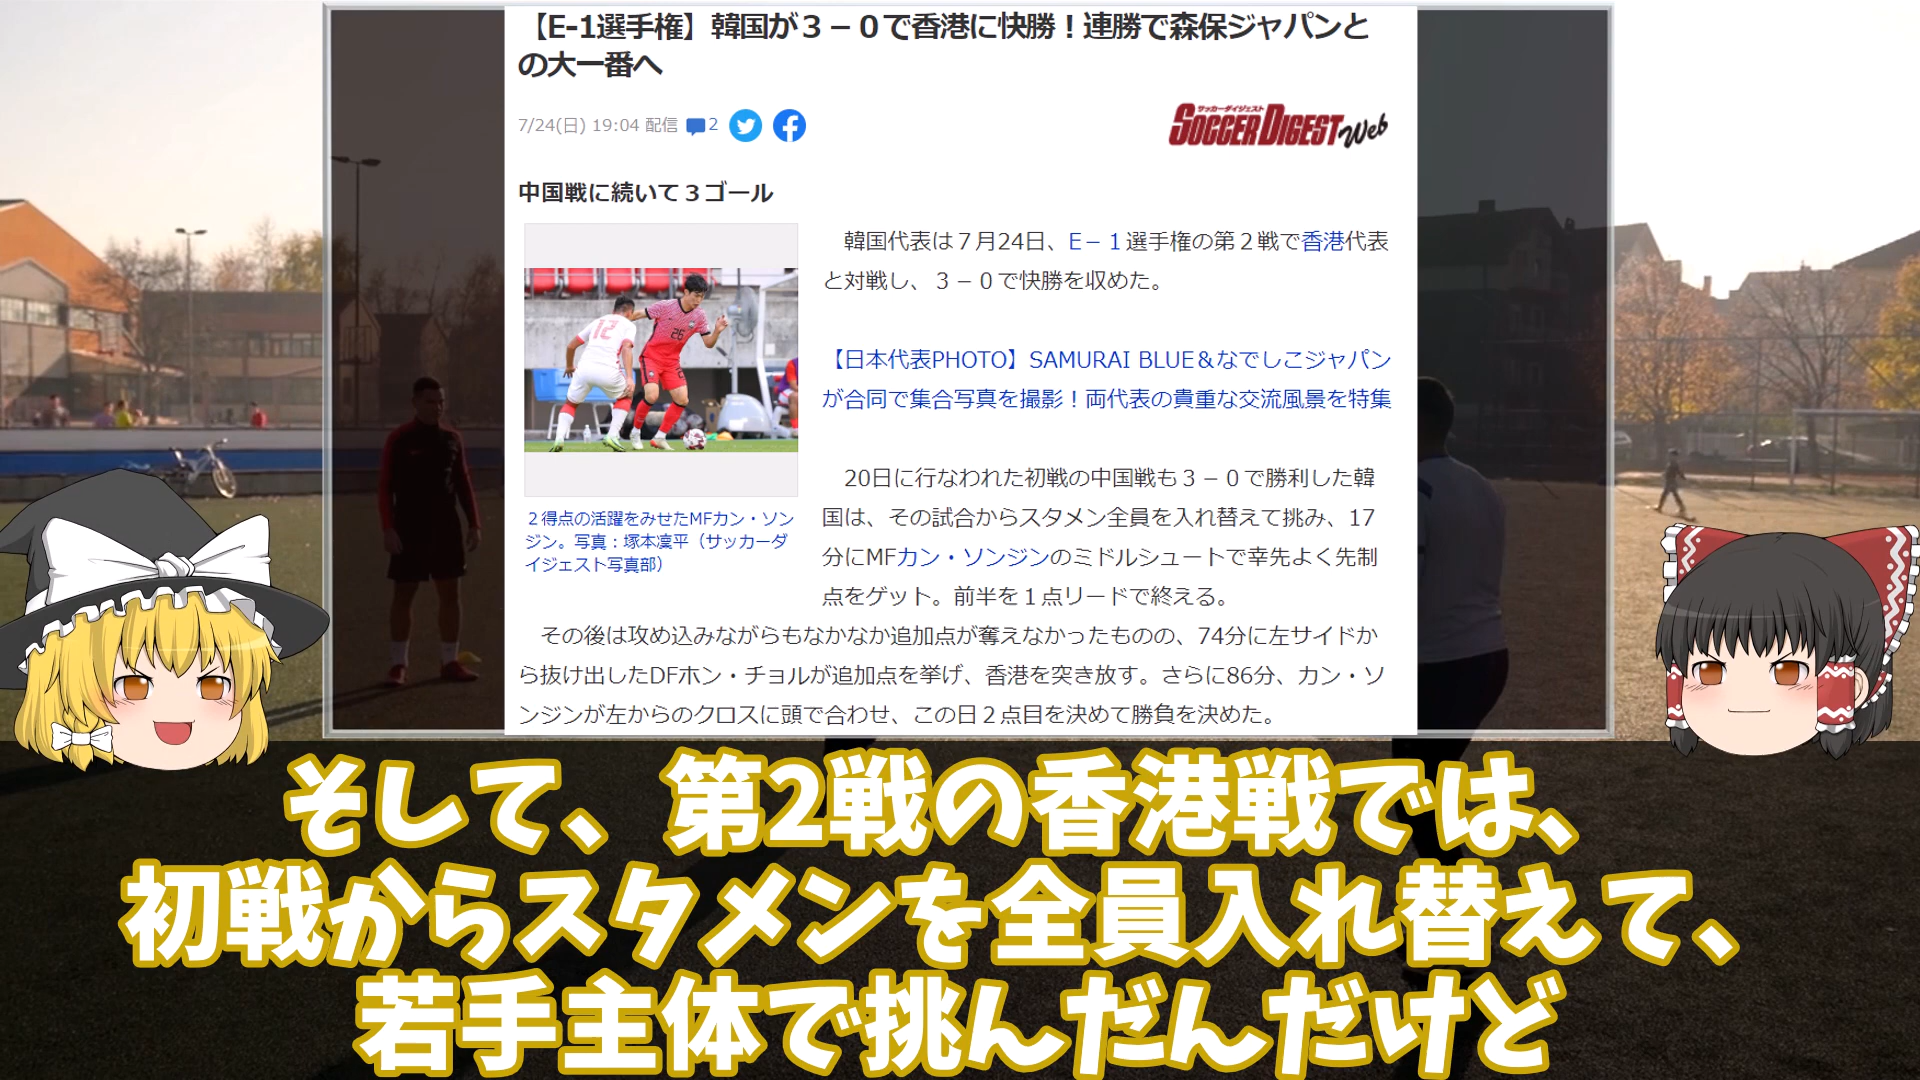 【E-1選手権】韓国が３－０で香港に快勝！連勝で森保ジャパンと
の大一番へ
7/24(日) 19:04 配信 2
サッカーダイジェスト
SOCCER DIGEST Web
中国戦に続いて３ゴール
韓国代表は７月24日、E－１選手権の第２戦で香港代表
と対戦し、３－０で快勝を収めた。
【日本代表PHOTO】SAMURAI BLUE＆なでしこジャパン
が合同で集合写真を撮影！両代表の貴重な交流風景を特集
20日に行なわれた初戦の中国戦も３－０で勝利した韓
国は、その試合からスタメン全員を入れ替えて挑み、17
分にMFカン・ソンジンのミドルシュートで幸先よく先制
点をゲット。前半を１点リードで終える。
２得点の活躍をみせたMFカン・ソン
ジン。写真：塚本凜平（サッカーダ
イジェスト写真部）
その後は攻め込みながらもなかなか追加点が奪えなかったものの、74分に左サイドか
ら抜け出したDFホン・チョルが追加点を挙げ、香港を突き放す。さらに86分、カン・ソ
ンジンが左からのクロスに頭で合わせ、この日２点目を決めて勝負を決めた。
12
26
そして、第2戦の香港戦では、
初戦からスタメンを全員入れ替えて、
若手主体で挑んだんだけど